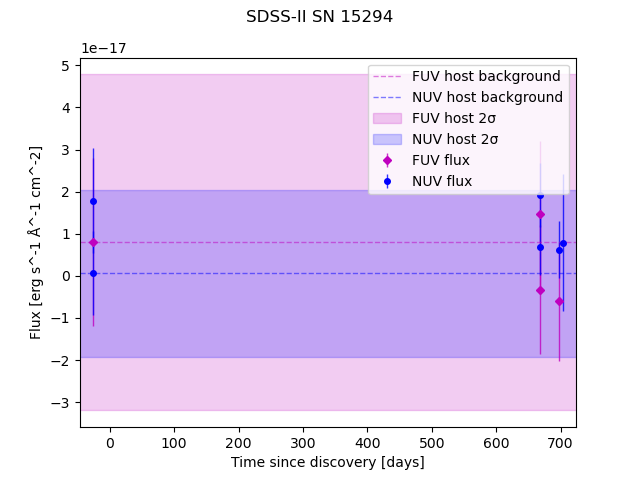 SDSS-II SN 15294
1e−17
FUV host background
NUV host background
FUV host 2σ
NUV host 2σ
FUV flux
NUV flux
5
4
3
2
1
0
−1
−2
−3
Flux [erg s^-1 Å^-1 cm^-2]
0 100 200 300 400 500 600 700
Time since discovery [days]